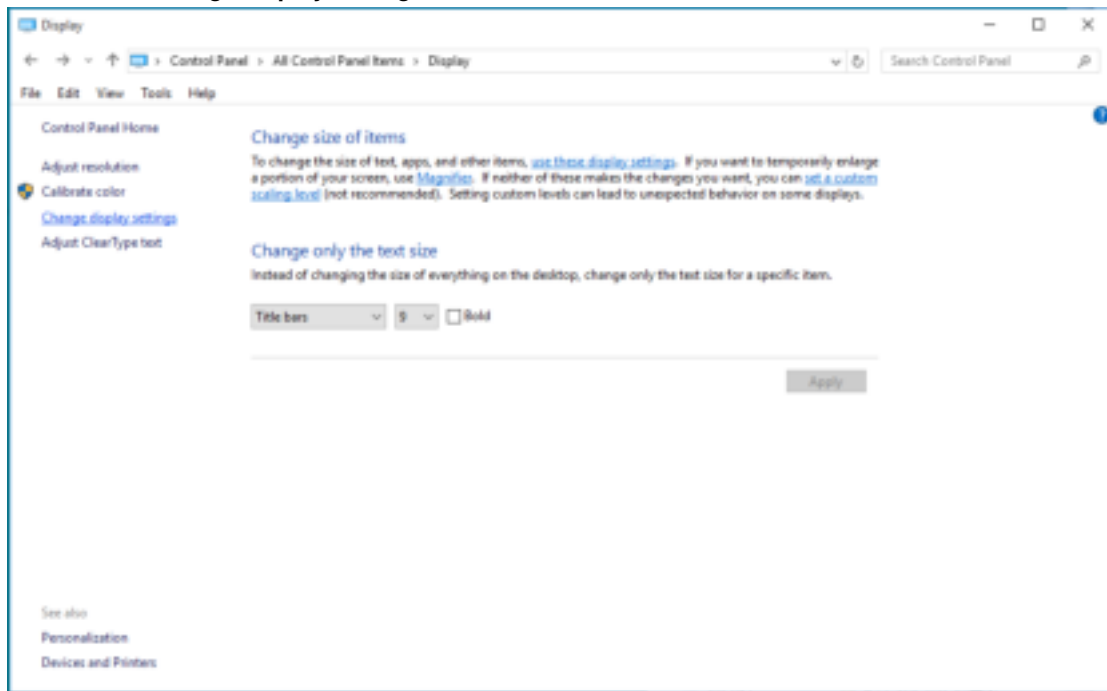 Display
Control Panel > All Control Panel Items > Display
Search Control Panel
File Edit View Tools Help
Control Panel Home
Adjust resolution
Calibrate color
Change display settings
Adjust ClearType text
Change size of items
To change the size of text, apps, and other items, use these display settings. If you want to temporarily enlarge
a portion of your screen, use Magnifier. If neither of these makes the changes you want, you can set a custom
scaling level (not recommended). Setting custom levels can lead to unexpected behavior on some displays.
Change only the text size
Instead of changing the size of everything on the desktop, change only the text size for a specific item.
Title bars 9 Bold
Apply
See also
Personalization
Devices and Printers